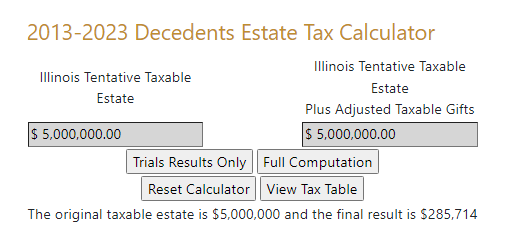 2013-2023 Decedents Estate Tax Calculator
Illinois Tentative Taxable
Estate
Illinois Tentative Taxable
Estate
Plus Adjusted Taxable Gifts
$ 5,000,000.00
$ 5,000,000.00
Trials Results Only
Full Computation
Reset Calculator
View Tax Table
The original taxable estate is $5,000,000 and the final result is $285,714